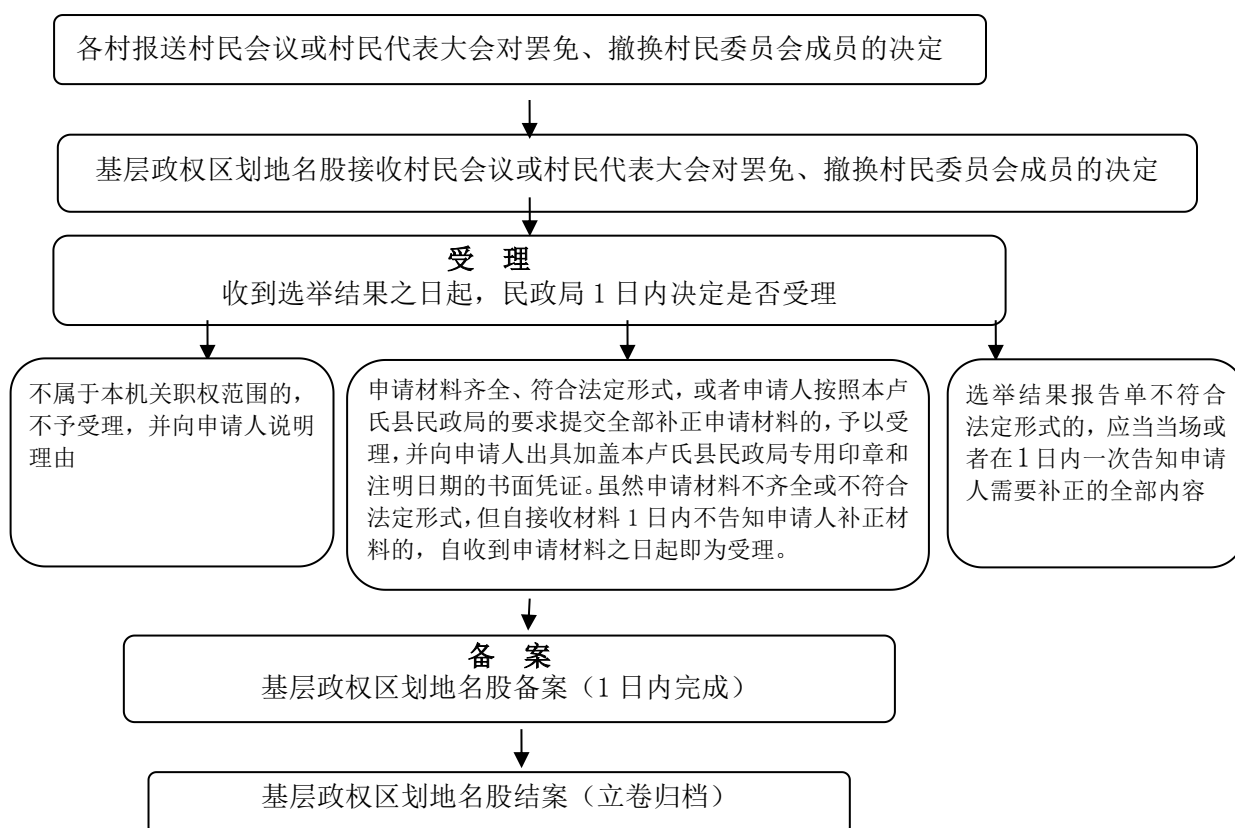 各村报送村民会议或村民代表大会对罢免、撤换村民委员会成员的决定
基层政权区划地名股接收村民会议或村民代表大会对罢免、撤换村民委员会成员的决定
受 理
收到选举结果之日起，民政局 1 日内决定是否受理
不属于本机关职权范围的，
不予受理，并向申请人说明
理由
申请材料齐全、符合法定形式，或者申请人按照本卢
氏县民政局的要求提交全部补正申请材料的，予以受
理，并向申请人出具加盖本卢氏县民政局专用印章和
注明日期的书面凭证。虽然申请材料不齐全或不符合
法定形式，但自接收材料 1 日内不告知申请人补正材
料的，自收到申请材料之日起即为受理。
选举结果报告单不符合
法定形式的，应当当场或
者在 1 日内一次告知申请
人需要补正的全部内容
备 案
基层政权区划地名股备案（1 日内完成）
基层政权区划地名股结案（立卷归档）